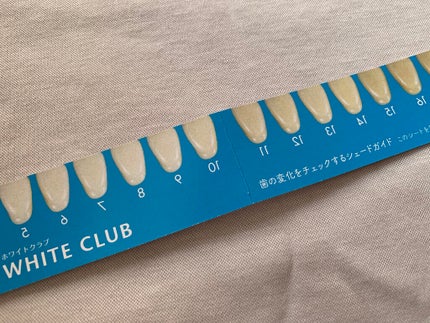 5 6 7 8 9 10 11 12 13 14 15 16
ホワイトクラブ
WHITE CLUB
歯の変化をチェックするシェードガイド このシートを